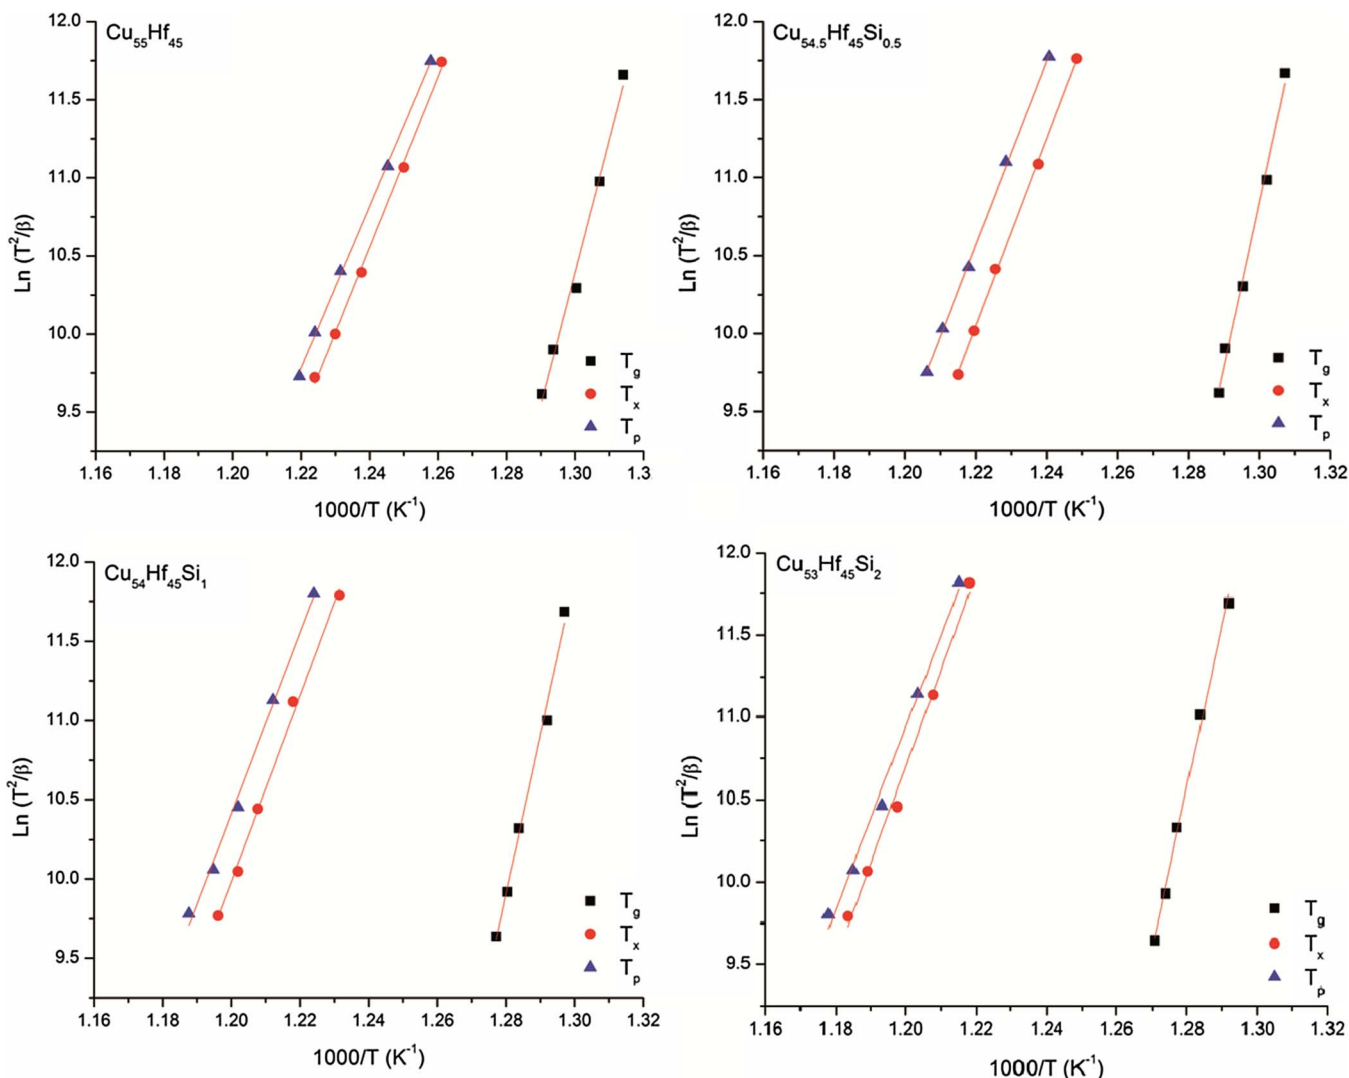 Cu55Hf45
12.0
11.5
11.0
10.5
10.0
9.5
Ln (T²/β)
1.16 1.18 1.20 1.22 1.24 1.26 1.28 1.30 1.3
1000/T (K⁻¹)
Tg
Tx
Tp
Cu54.5Hf45Si0.5
12.0
11.5
11.0
10.5
10.0
9.5
Ln (T²/β)
1.16 1.18 1.20 1.22 1.24 1.26 1.28 1.30 1.32
1000/T (K⁻¹)
Tg
Tx
Tp
Cu54Hf45Si1
12.0
11.5
11.0
10.5
10.0
9.5
Ln (T²/β)
1.16 1.18 1.20 1.22 1.24 1.26 1.28 1.30 1.32
1000/T (K⁻¹)
Tg
Tx
Tp
Cu53Hf45Si2
12.0
11.5
11.0
10.5
10.0
9.5
Ln (T²/β)
1.16 1.18 1.20 1.22 1.24 1.26 1.28 1.30 1.32
1000/T (K⁻¹)
Tg
Tx
Tp